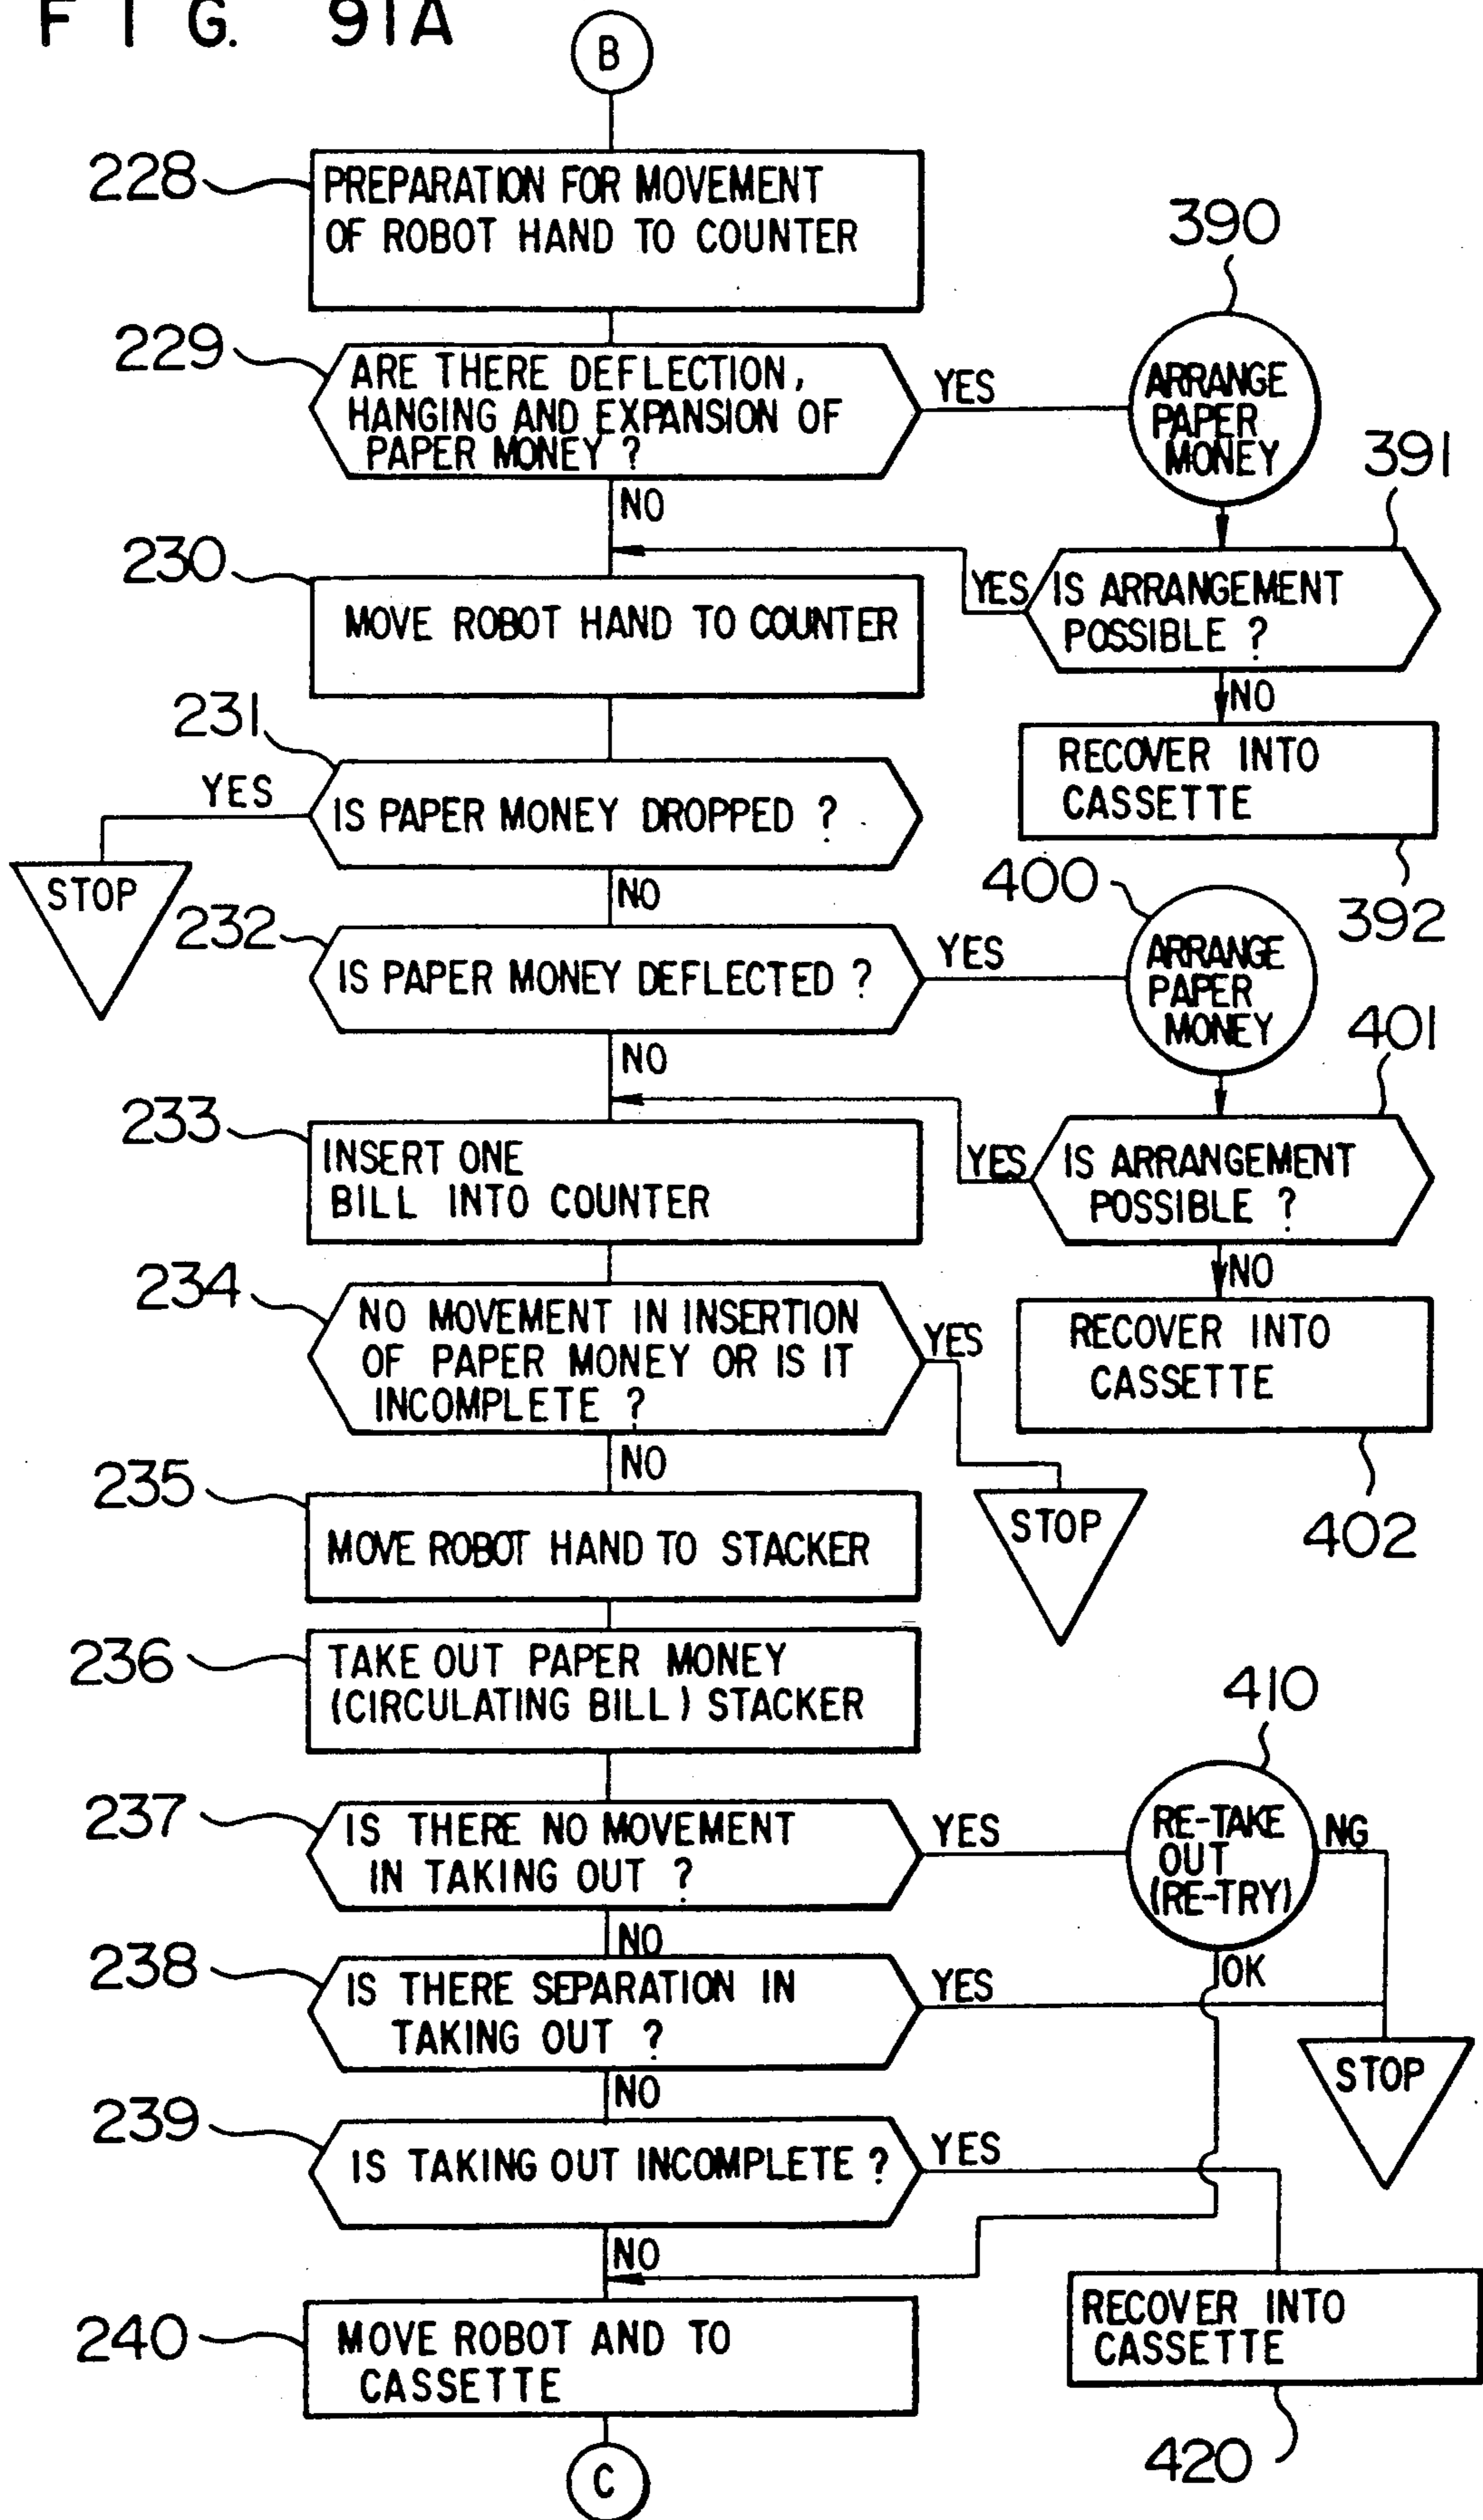 FIG. 91A
B
228
PREPARATION FOR MOVEMENT
OF ROBOT HAND TO COUNTER
390
229
ARE THERE DEFLECTION,
HANGING AND EXPANSION OF
PAPER MONEY ?
YES
ARRANGE
PAPER
MONEY
391
NO
230
MOVE ROBOT HAND TO COUNTER
YES
IS ARRANGEMENT
POSSIBLE ?
NO
RECOVER INTO
CASSETTE
392
231
YES
IS PAPER MONEY DROPPED ?
STOP
NO
400
232
IS PAPER MONEY DEFLECTED ?
YES
ARRANGE
PAPER
MONEY
401
NO
233
INSERT ONE
BILL INTO COUNTER
YES
IS ARRANGEMENT
POSSIBLE ?
NO
234
NO MOVEMENT IN INSERTION
OF PAPER MONEY OR IS IT
INCOMPLETE ?
YES
RECOVER INTO
CASSETTE
402
NO
STOP
235
MOVE ROBOT HAND TO STACKER
236
TAKE OUT PAPER MONEY
(CIRCULATING BILL) STACKER
410
237
IS THERE NO MOVEMENT
IN TAKING OUT ?
YES
RE-TAKE
OUT
(RE-TRY)
NG
OK
NO
238
IS THERE SEPARATION IN
TAKING OUT ?
YES
STOP
NO
239
IS TAKING OUT INCOMPLETE ?
YES
NO
240
MOVE ROBOT AND TO
CASSETTE
RECOVER INTO
CASSETTE
420
C